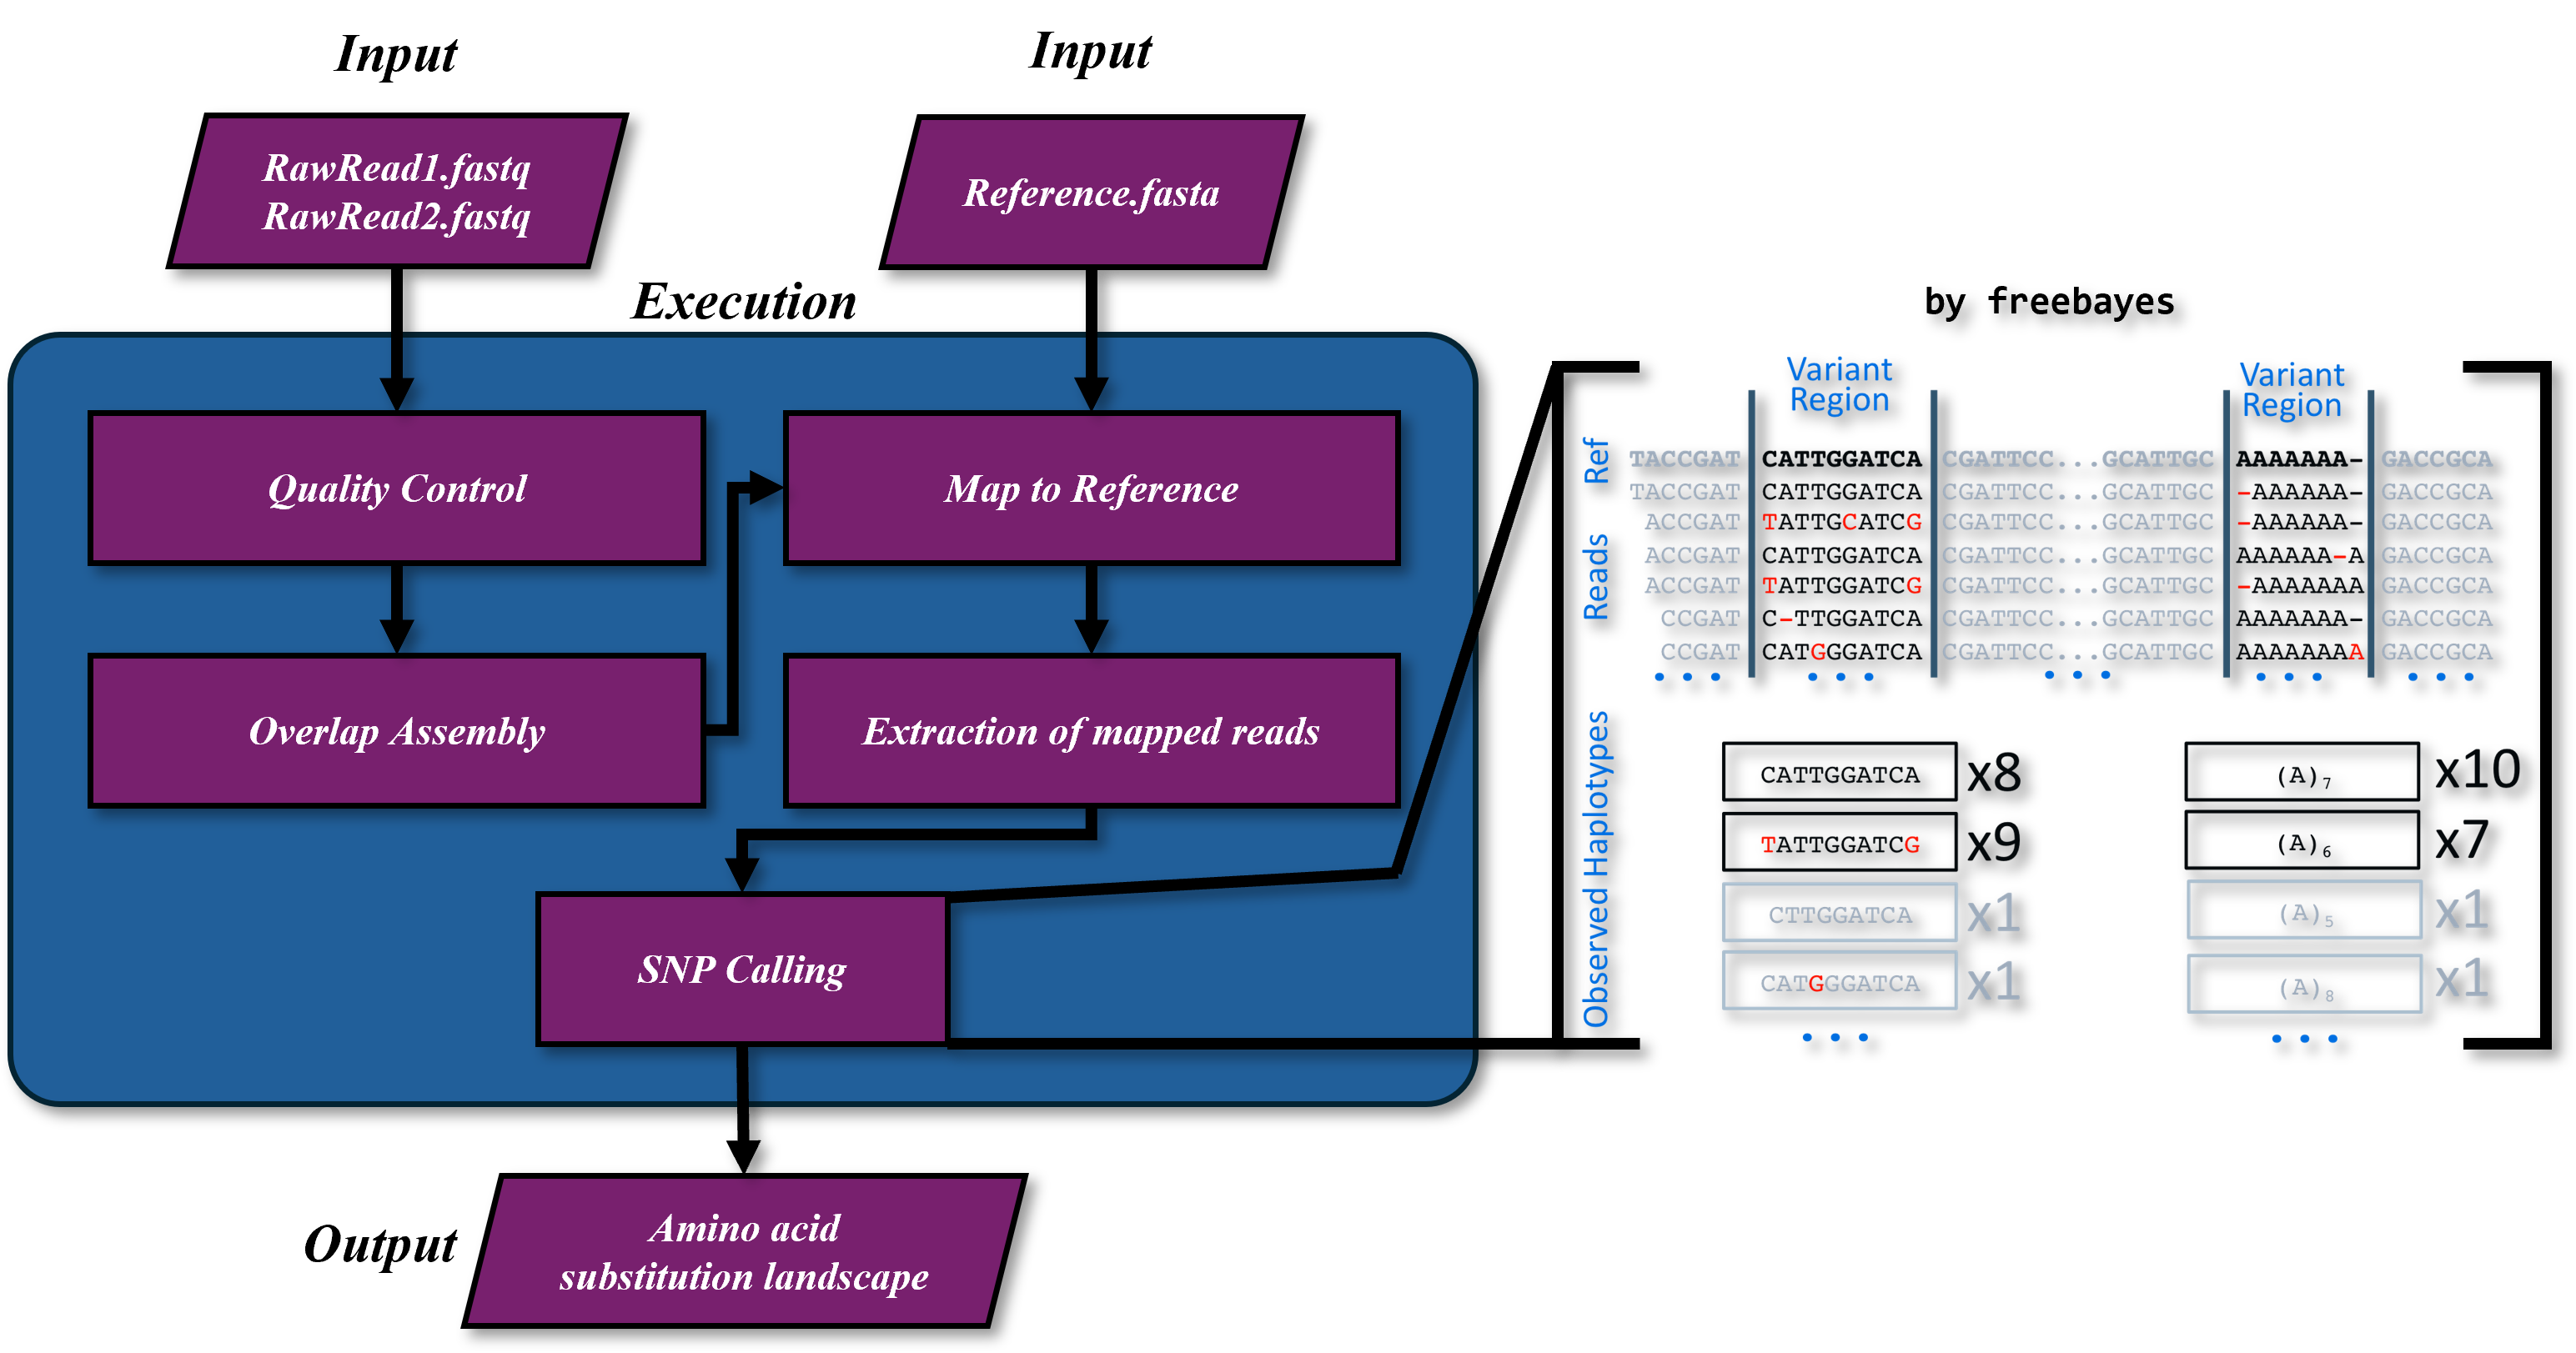 Input
Input
RawRead1.fastq
RawRead2.fastq
Reference.fasta
Execution
Quality Control
Map to Reference
Overlap Assembly
Extraction of mapped reads
SNP Calling
Output
Amino acid
substitution landscape
by freebayes
Variant
Region
Variant
Region
Ref
TACCGAT CATTGGATCA CGATTCC...GCATTGC AAAAAAA- GACCGCA
Reads
TACCGAT CATTGGATCA CGATTCC...GCATTGC -AAAAAA- GACCGCA
ACCGAT TATTGCATCG CGATTCC...GCATTGC -AAAAAA- GACCGCA
ACCGAT CATTGGATCA CGATTCC...GCATTGC AAAAAA-A GACCGCA
ACCGAT TATTGGATCG CGATTCC...GCATTGC -AAAAAAA GACCGCA
CCGAT C-TTGGATCA CGATTCC...GCATTGC AAAAAAA- GACCGCA
CCGAT CATGGGATCA CGATTCC...GCATTGC AAAAAAAA GACCGCA
... ... ... ... ...
Observed Haplotypes
CATTGGATCA x8 (A)7 x10
TATTGGATCG x9 (A)6 x7
CTTGGATCA x1 (A)5 x1
CATGGGATCA x1 (A)8 x1
... ...